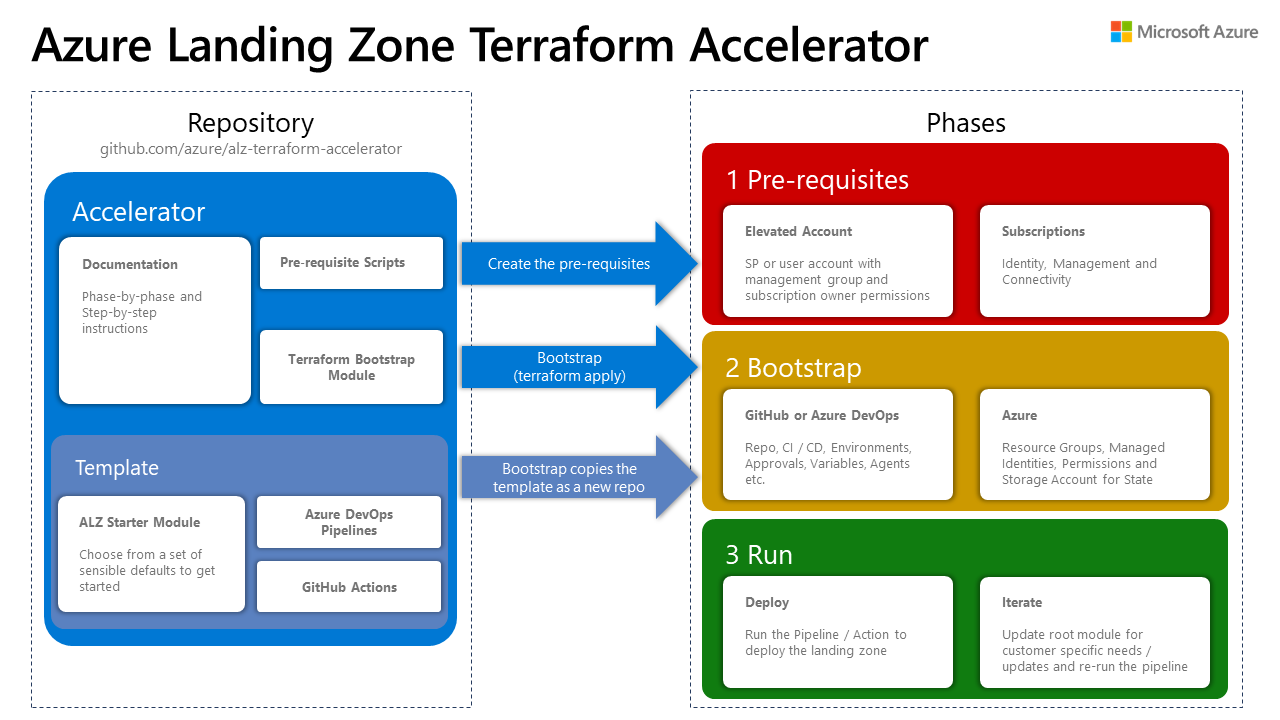 Azure Landing Zone Terraform Accelerator
Microsoft Azure
Repository
github.com/azure/alz-terraform-accelerator
Accelerator
Documentation
Phase-by-phase and
Step-by-step
instructions
Pre-requisite Scripts
Terraform Bootstrap
Module
Template
ALZ Starter Module
Choose from a set of
sensible defaults to get
started
Azure DevOps
Pipelines
GitHub Actions
Create the pre-requisites
Bootstrap
(terraform apply)
Bootstrap copies the
template as a new repo
Phases
1 Pre-requisites
Elevated Account
SP or user account with
management group and
subscription owner permissions
Subscriptions
Identity, Management and
Connectivity
2 Bootstrap
GitHub or Azure DevOps
Repo, CI / CD, Environments,
Approvals, Variables, Agents
etc.
Azure
Resource Groups, Managed
Identities, Permissions and
Storage Account for State
3 Run
Deploy
Run the Pipeline / Action to
deploy the landing zone
Iterate
Update root module for
customer specific needs /
updates and re-run the pipeline